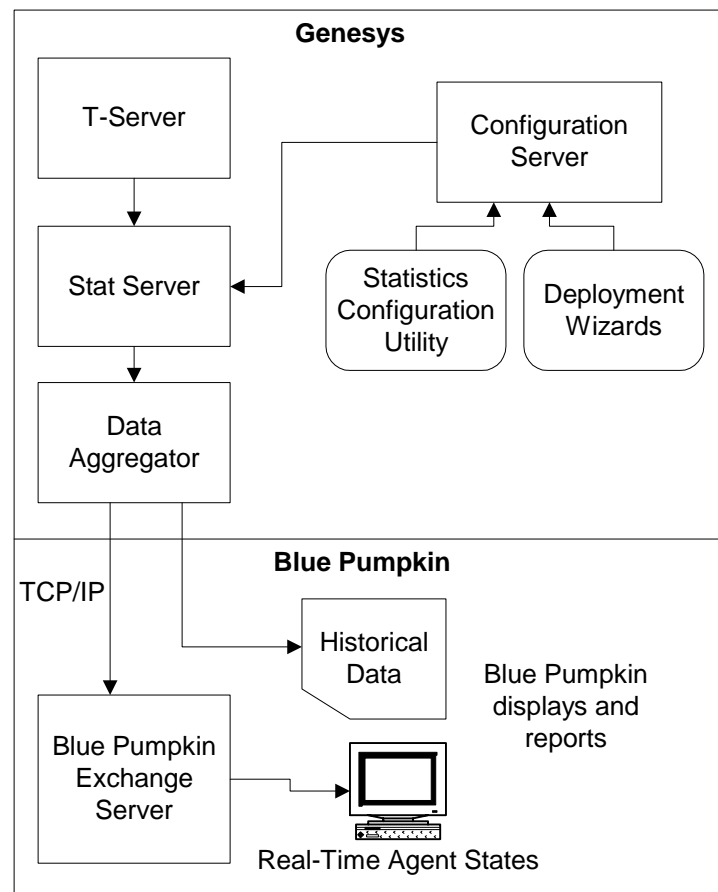 Genesys
T-Server
Configuration
Server
Stat Server
Statistics
Configuration
Utility
Deployment
Wizards
Data
Aggregator
Blue Pumpkin
TCP/IP
Historical
Data
Blue Pumpkin
displays and
reports
Blue Pumpkin
Exchange
Server
Real-Time Agent States